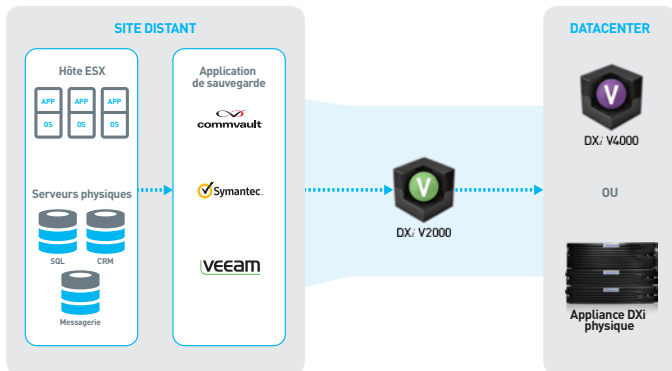 SITE DISTANT
Hôte ESX
APP APP APP
OS OS OS
Serveurs physiques
SQL CRM
Messagerie
Application
de sauvegarde
commvault
Symantec.
veeam
V
DXi V2000
DATACENTER
V
DXi V4000
OU
Appliance DXi
physique